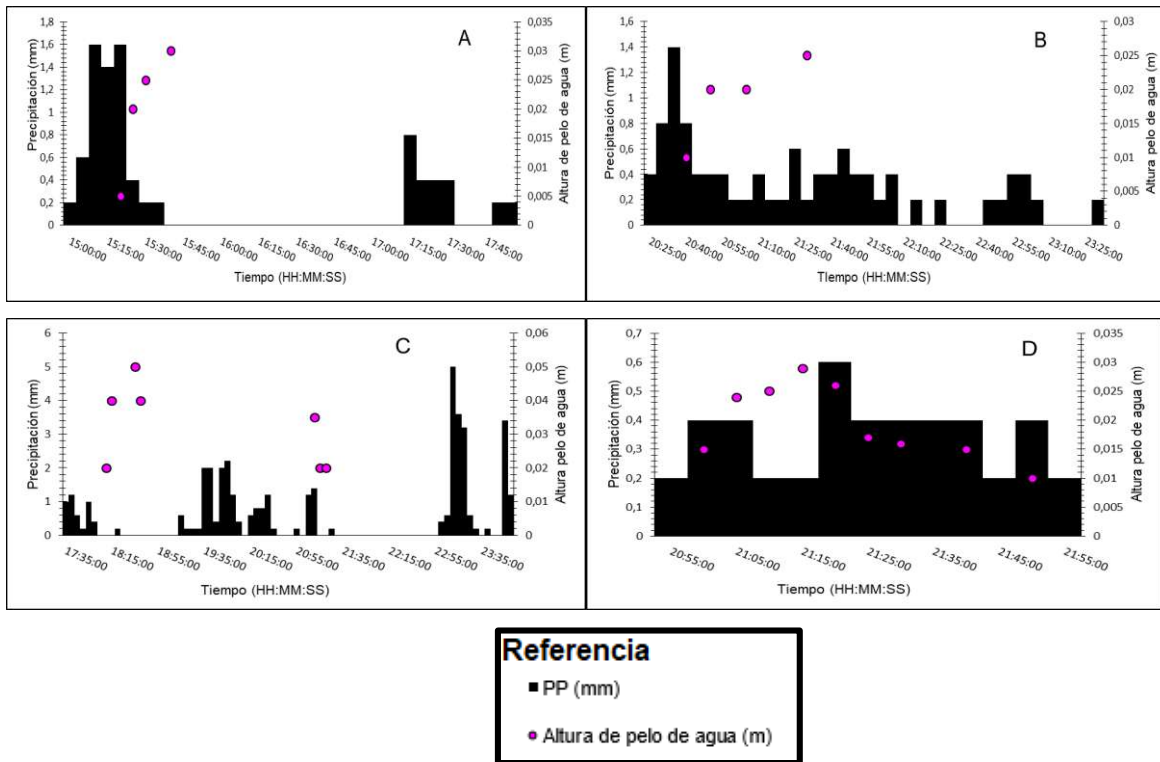 A
Precipitación (mm)
1,8
1,6
1,4
1,2
1
0,8
0,6
0,4
0,2
0
0,035
0,03
0,025
0,02
0,015
0,01
0,005
0
Altura de pelo de agua (m)
15:00:00 15:15:00 15:30:00 15:45:00 16:00:00 16:15:00 16:30:00 16:45:00 17:00:00 17:15:00 17:30:00 17:45:00
Tiempo (HH:MM:SS)
B
Precipitación (mm)
1,6
1,4
1,2
1
0,8
0,6
0,4
0,2
0
0,03
0,025
0,02
0,015
0,01
0,005
0
Altura pelo de agua (m)
20:25:00 20:40:00 20:55:00 21:10:00 21:25:00 21:40:00 21:55:00 22:10:00 22:25:00 22:40:00 22:55:00 23:10:00 23:25:00
TIempo (HH:MM:SS)
C
Precipitación (mm)
6
5
4
3
2
1
0
0,06
0,05
0,04
0,03
0,02
0,01
0
Altura pelo de agua (m)
17:35:00 18:15:00 18:55:00 19:35:00 20:15:00 20:55:00 21:35:00 22:15:00 22:55:00 23:35:00
Tiempo (HH:MM:SS)
D
Precipitación (mm)
0,7
0,6
0,5
0,4
0,3
0,2
0,1
0
0,035
0,03
0,025
0,02
0,015
0,01
0,005
0
Altura pelo de agua (m)
20:55:00 21:05:00 21:15:00 21:25:00 21:35:00 21:45:00 21:55:00
Tiempo (HH:MM:SS)
Referencia
PP (mm)
Altura de pelo de agua (m)